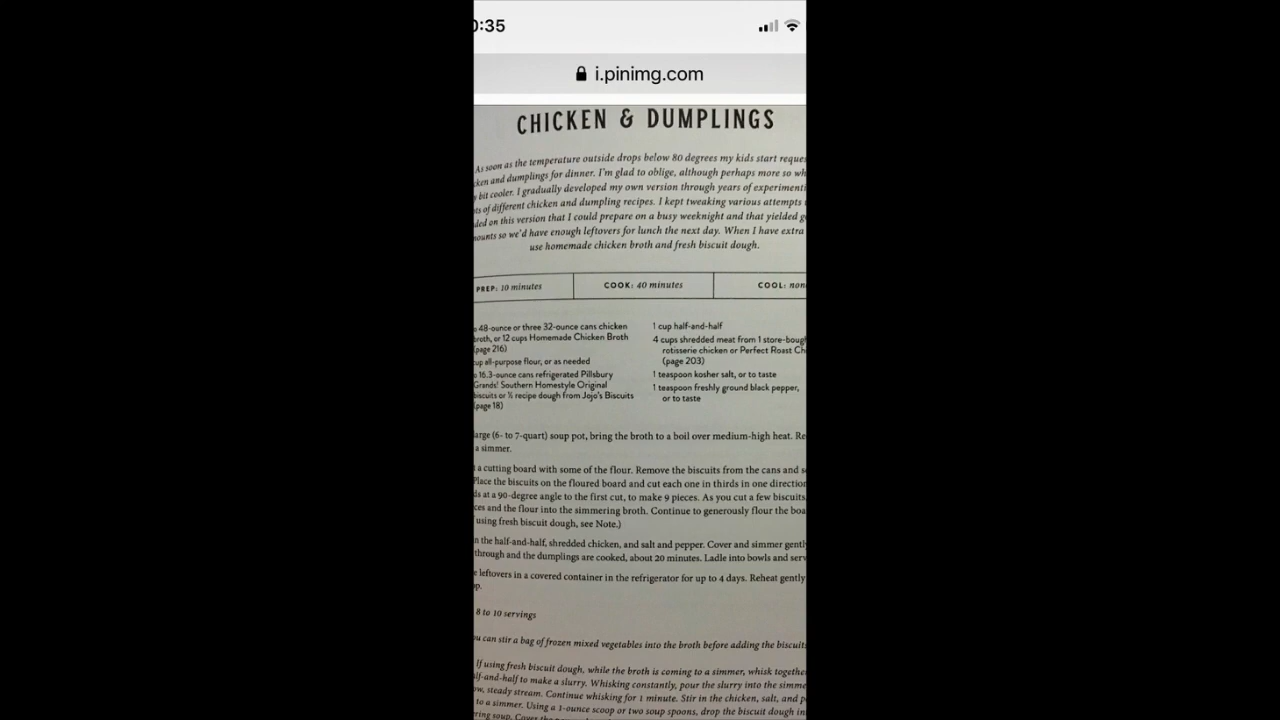 0:35
i.pinimg.com
CHICKEN & DUMPLINGS
As soon as the temperature outside drops below 80 degrees my kids start reques
ken and dumplings for dinner. I'm glad to oblige, although perhaps more so wh
bit cooler. I gradually developed my own version through years of experimenti
ts of different chicken and dumpling recipes. I kept tweaking various attempts
ded on this version that I could prepare on a busy weeknight and that yielded g
mounts so we'd have enough leftovers for lunch the next day. When I have extra
use homemade chicken broth and fresh biscuit dough.
PREP: 10 minutes
COOK: 40 minutes
COOL: non
48-ounce or three 32-ounce cans chicken
broth, or 12 cups Homemade Chicken Broth
(page 216)
cup all-purpose flour, or as needed
16.3-ounce cans refrigerated Pillsbury
Grands! Southern Homestyle Original
biscuits or ½ recipe dough from Jojo's Biscuits
(page 18)
1 cup half-and-half
4 cups shredded meat from 1 store-boug
rotisserie chicken or Perfect Roast Ch
(page 203)
1 teaspoon kosher salt, or to taste
1 teaspoon freshly ground black pepper,
or to taste
arge (6- to 7-quart) soup pot, bring the broth to a boil over medium-high heat. Re
a simmer.
a cutting board with some of the flour. Remove the biscuits from the cans and s
Place the biscuits on the floured board and cut each one in thirds in one direction
ds at a 90-degree angle to the first cut, to make 9 pieces. As you cut a few biscuits,
ces and the flour into the simmering broth. Continue to generously flour the boa
using fresh biscuit dough, see Note.)
n the half-and-half, shredded chicken, and salt and pepper. Cover and simmer gently
through and the dumplings are cooked, about 20 minutes. Ladle into bowls and serv
e leftovers in a covered container in the refrigerator for up to 4 days. Reheat gently
p.
8 to 10 servings
ou can stir a bag of frozen mixed vegetables into the broth before adding the biscuits
If using fresh biscuit dough, while the broth is coming to a simmer, whisk together
lf-and-half to make a slurry. Whisking constantly, pour the slurry into the simme
ow, steady stream. Continue whisking for 1 minute. Stir in the chicken, salt, and p
to a simmer. Using a 1-ounce scoop or two soup spoons, drop the biscuit dough in
ring soup. Cover the